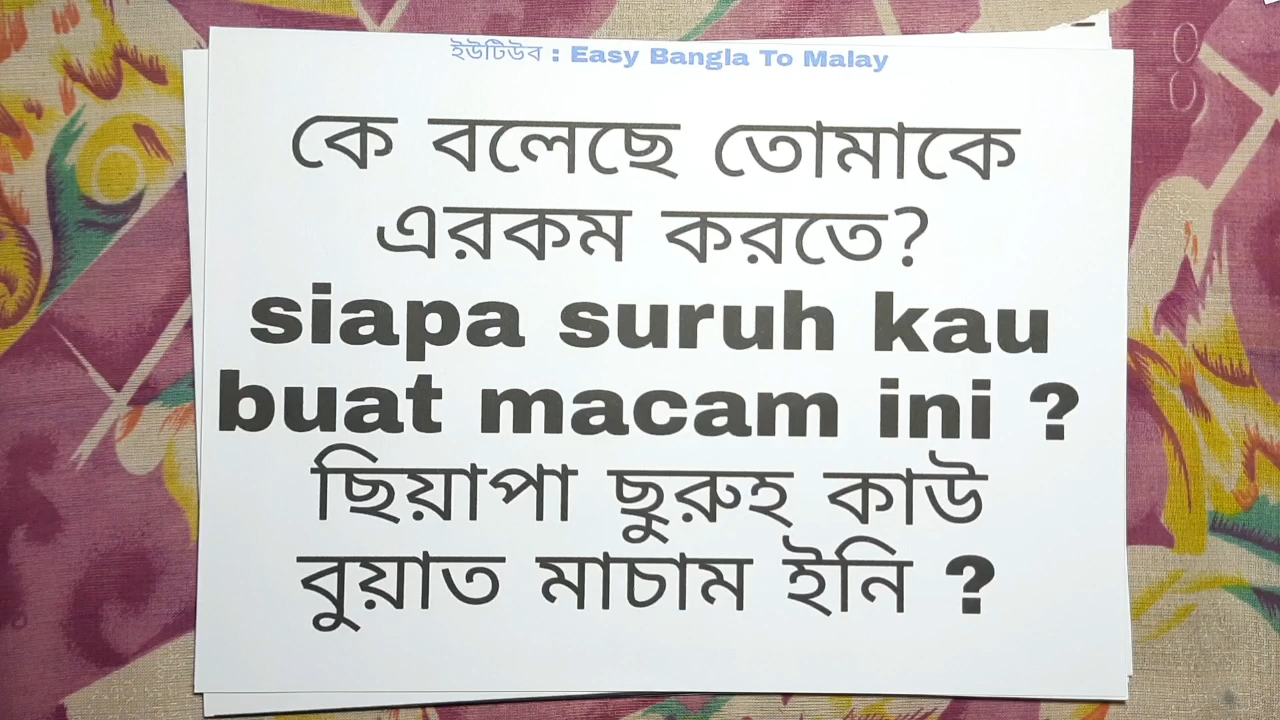 ইউটিউব : Easy Bangla To Malay
কে বলেছে তোমাকে
এরকম করতে?
siapa suruh kau
buat macam ini ?
ছিয়াপা ছুরুহ কাউ
বুয়াত মাচাম ইনি ?